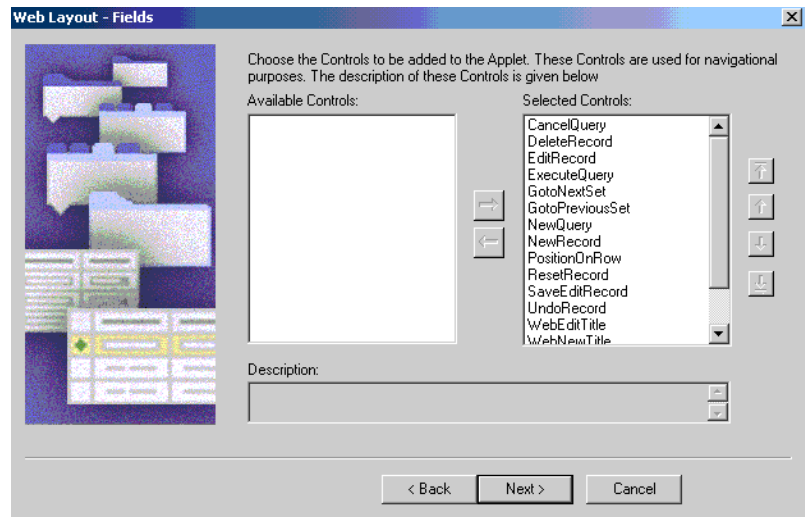 Web Layout - Fields
Choose the Controls to be added to the Applet. These Controls are used for navigational
purposes. The description of these Controls is given below
Available Controls:
Selected Controls:
CancelQuery
DeleteRecord
EditRecord
ExecuteQuery
GotoNextSet
GotoPreviousSet
NewQuery
NewRecord
PositionOnRow
ResetRecord
SaveEditRecord
UndoRecord
WebEditTitle
WebNewTitle
Description:
< Back
Next >
Cancel